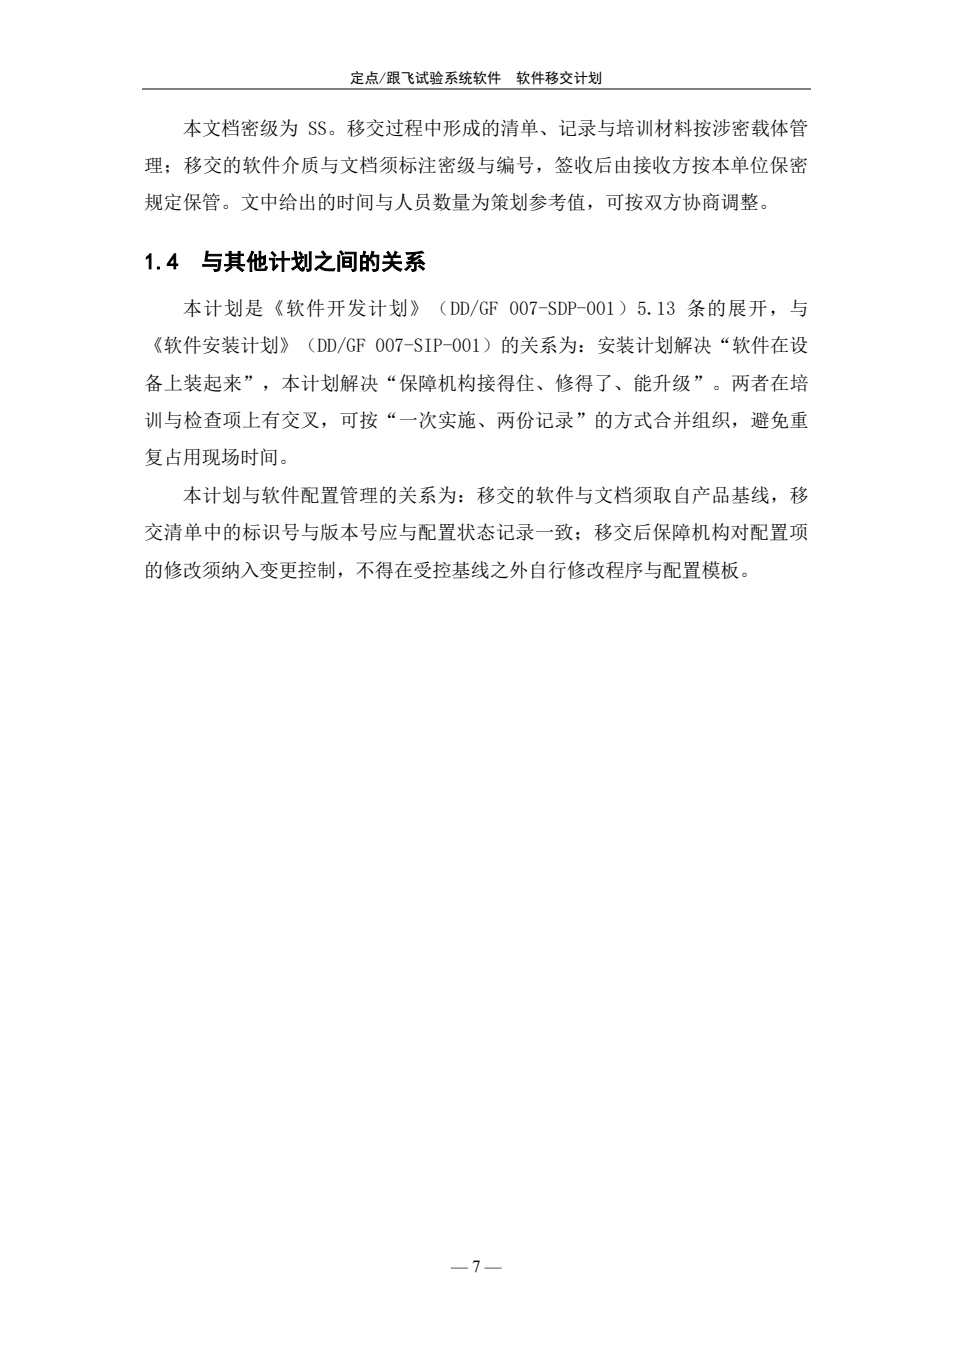 定点/跟飞试验系统软件　软件移交计划
本文档密级为 SS。移交过程中形成的清单、记录与培训材料按涉密载体管
理；移交的软件介质与文档须标注密级与编号，签收后由接收方按本单位保密
规定保管。文中给出的时间与人员数量为策划参考值，可按双方协商调整。
1.4　与其他计划之间的关系
本计划是《软件开发计划》（DD/GF 007-SDP-001）5.13 条的展开，与
《软件安装计划》（DD/GF 007-SIP-001）的关系为：安装计划解决“软件在设
备上装起来”，本计划解决“保障机构接得住、修得了、能升级”。两者在培
训与检查项上有交叉，可按“一次实施、两份记录”的方式合并组织，避免重
复占用现场时间。
本计划与软件配置管理的关系为：移交的软件与文档须取自产品基线，移
交清单中的标识号与版本号应与配置状态记录一致；移交后保障机构对配置项
的修改须纳入变更控制，不得在受控基线之外自行修改程序与配置模板。
— 7 —